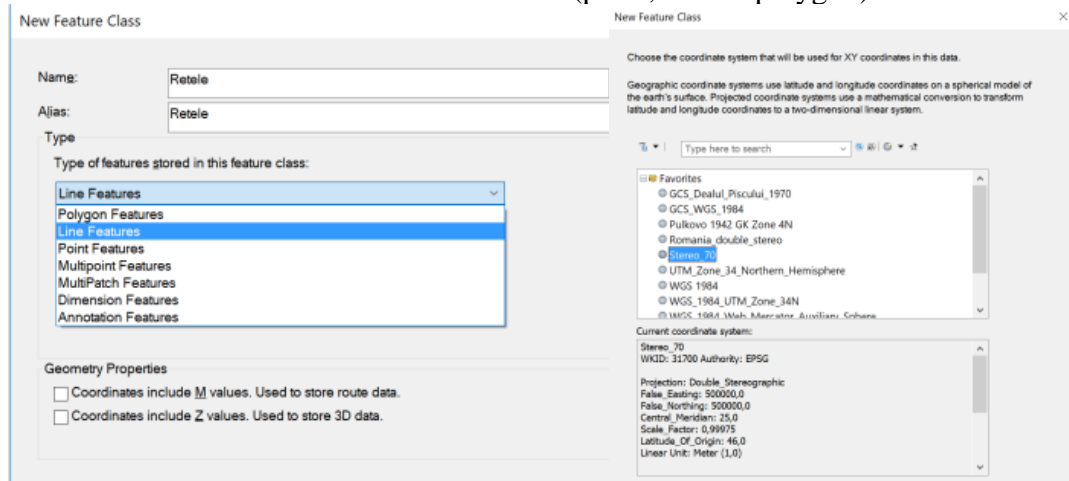 New Feature Class
Name:
Retele
Alias:
Retele
Type
Type of features stored in this feature class:
Line Features
Polygon Features
Line Features
Point Features
Multipoint Features
MultiPatch Features
Dimension Features
Annotation Features
Geometry Properties
Coordinates include M values. Used to store route data.
Coordinates include Z values. Used to store 3D data.
New Feature Class
Choose the coordinate system that will be used for XY coordinates in this data.
Geographic coordinate systems use latitude and longitude coordinates on a spherical model of
the earth's surface. Projected coordinate systems use a mathematical conversion to transform
latitude and longitude coordinates to a two-dimensional linear system.
Type here to search
Favorites
GCS_Dealul_Piscului_1970
GCS_WGS_1984
Pulkovo 1942 GK Zone 4N
Romania_double_stereo
Stereo_70
UTM_Zone_34_Northern_Hemisphere
WGS 1984
WGS_1984_UTM_Zone_34N
WGS 1984 Web Mercator Auxiliary Sphere
Current coordinate system:
Stereo_70
WKID: 31700 Authority: EPSG
Projection: Double_Stereographic
False_Easting: 500000,0
False_Northing: 500000,0
Central_Meridian: 25,0
Scale_Factor: 0,99975
Latitude_Of_Origin: 46,0
Linear Unit: Meter (1,0)